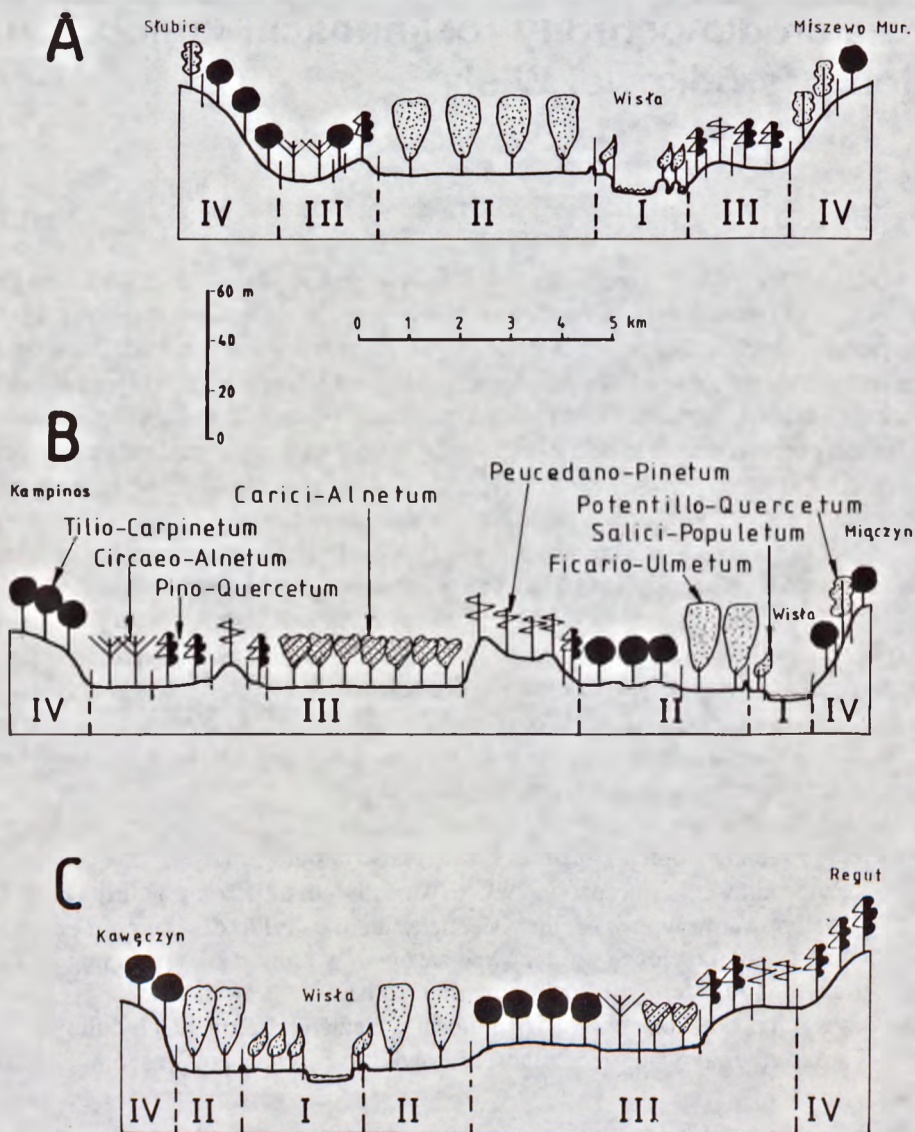 A
Słubice
Miszewo Mur.
Wisła
IV III II I III IV
60 m
40
20
0
0 1 2 3 4 5 km
B
Kampinos
Tilio-Carpinetum
Circaeo-Alnetum
Pino-Quercetum
Carici-Alnetum
Peucedano-Pinetum
Potentillo-Quercetum
Salici-Populetum
Ficario-Ulmetum
Miączyn
Wisła
IV III II I IV
C
Kawęczyn
Wisła
Regut
IV II I II III IV